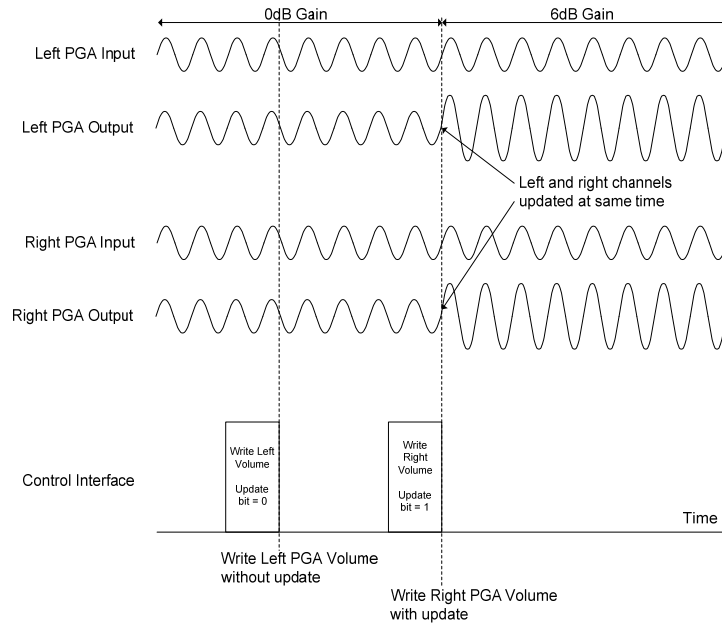 0dB Gain
6dB Gain
Left PGA Input
Left PGA Output
Left and right channels
updated at same time
Right PGA Input
Right PGA Output
Control Interface
Write Left
Volume
Update
bit = 0
Write
Right
Volume
Update
bit = 1
Time
Write Left PGA Volume
without update
Write Right PGA Volume
with update